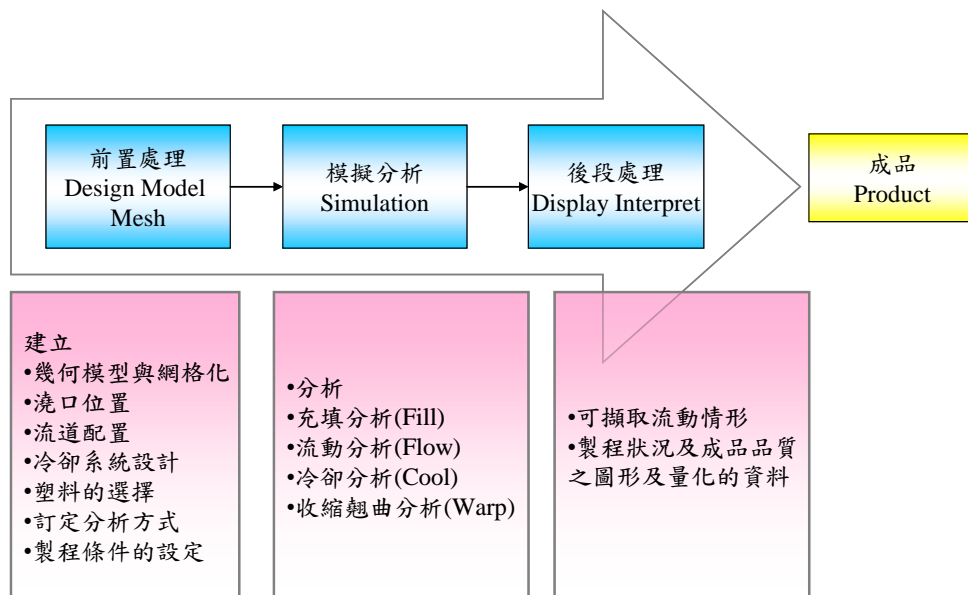 前置處理
Design Model
Mesh
模擬分析
Simulation
後段處理
Display Interpret
成品
Product
建立
•幾何模型與網格化
•澆口位置
•流道配置
•冷卻系統設計
•塑料的選擇
•訂定分析方式
•製程條件的設定
•分析
•充填分析(Fill)
•流動分析(Flow)
•冷卻分析(Cool)
•收縮翹曲分析(Warp)
•可擷取流動情形
•製程狀況及成品品質
之圖形及量化的資料